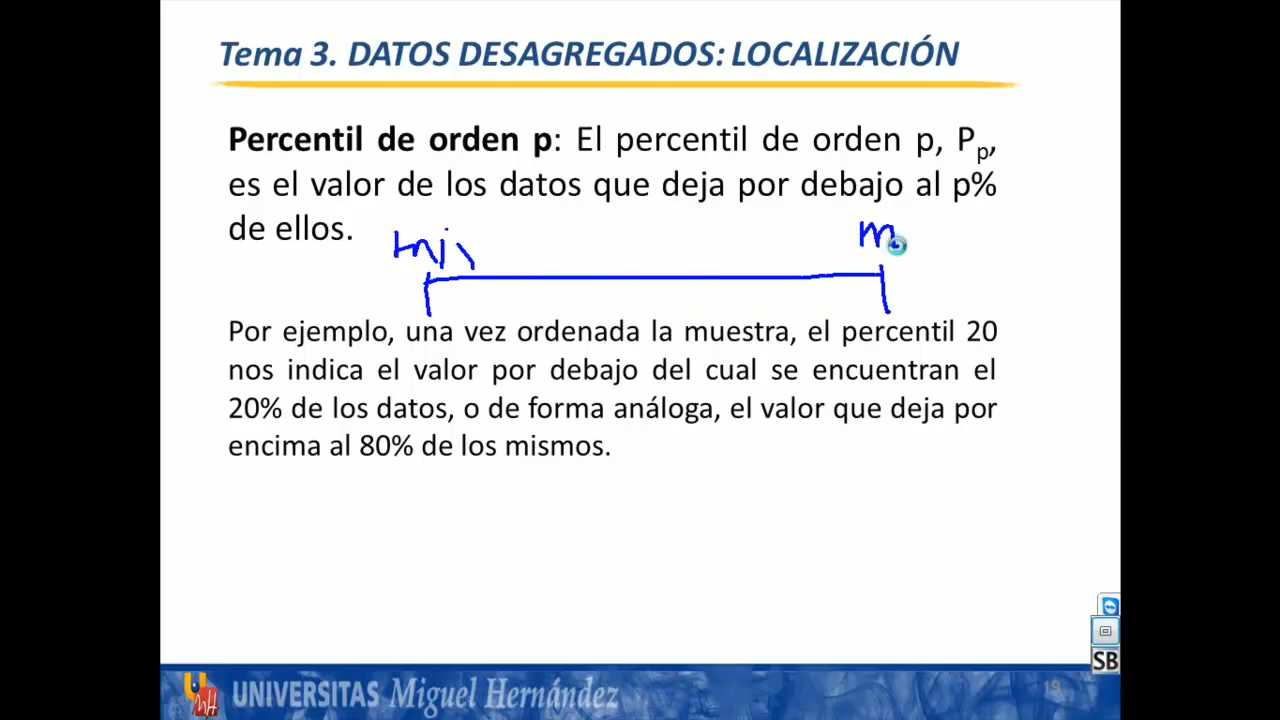 Tema 3. DATOS DESAGREGADOS: LOCALIZACIÓN
Percentil de orden p: El percentil de orden p, Pp,
es el valor de los datos que deja por debajo al p%
de ellos.
min
m
Por ejemplo, una vez ordenada la muestra, el percentil 20
nos indica el valor por debajo del cual se encuentran el
20% de los datos, o de forma análoga, el valor que deja por
encima al 80% de los mismos.
SB
UNIVERSITAS Miguel Hernández
19